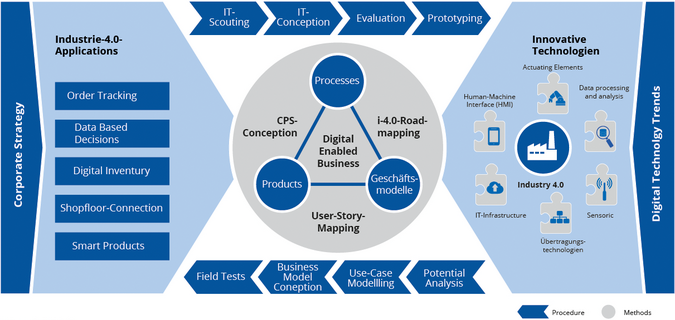 Corporate Strategy
Industrie-4.0-
Applications
Order Tracking
Data Based
Decisions
Digital Inventory
Shopfloor-Connection
Smart Products
IT-
Scouting
IT-
Conception
Evaluation
Prototyping
Processes
CPS-
Conception
i-4.0-Road-
mapping
Digital
Enabled
Business
Products
Geschäfts-
modelle
User-Story-
Mapping
Field Tests
Business
Model
Coneption
Use-Case
Modellling
Potential
Analysis
Innovative
Technologien
Actuating Elements
Human-Machine
Interface (HMI)
Data processing
and analysis
Industry 4.0
IT-Infrastructure
Sensoric
Übertragungs-
technologien
Digital Technolgy Trends
Procedure
Methods